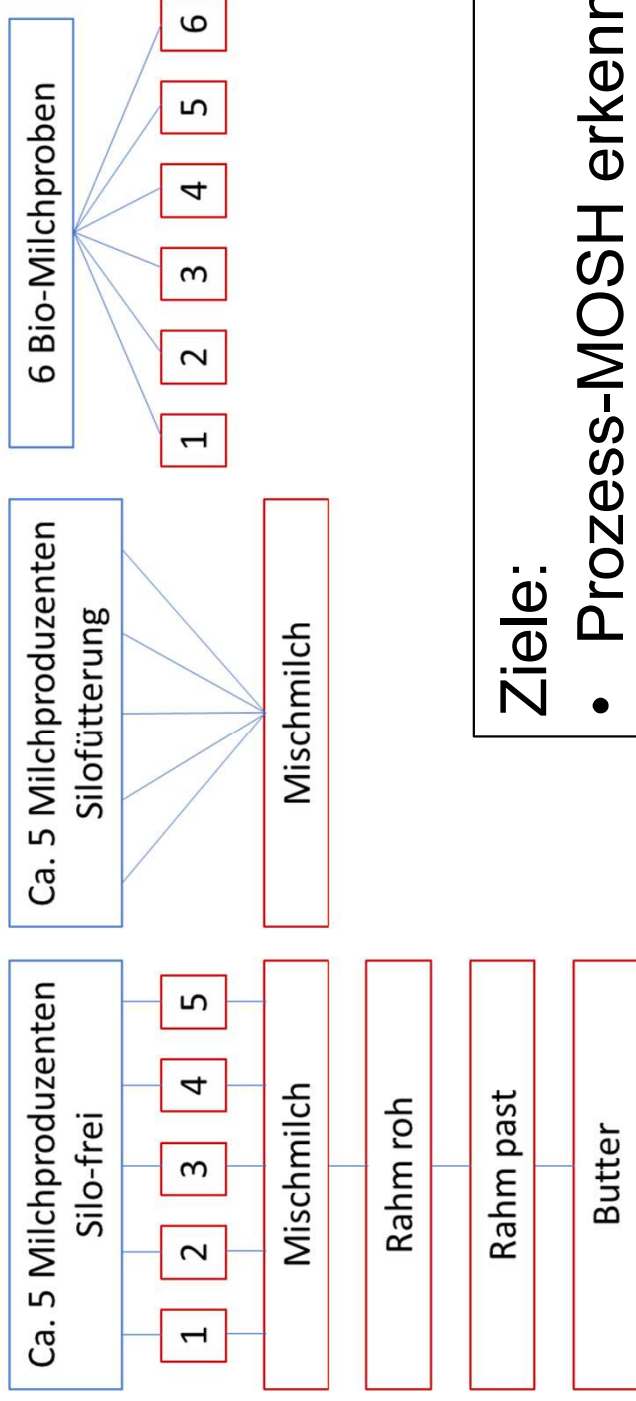 Ca. 5 Milchproduzenten
Silo-frei
1 2 3 4 5
Mischmilch
Rahm roh
Rahm past
Butter
Ca. 5 Milchproduzenten
Silofütterung
Mischmilch
6 Bio-Milchproben
1 2 3 4 5 6
Ziele:
• Prozess-MOSH